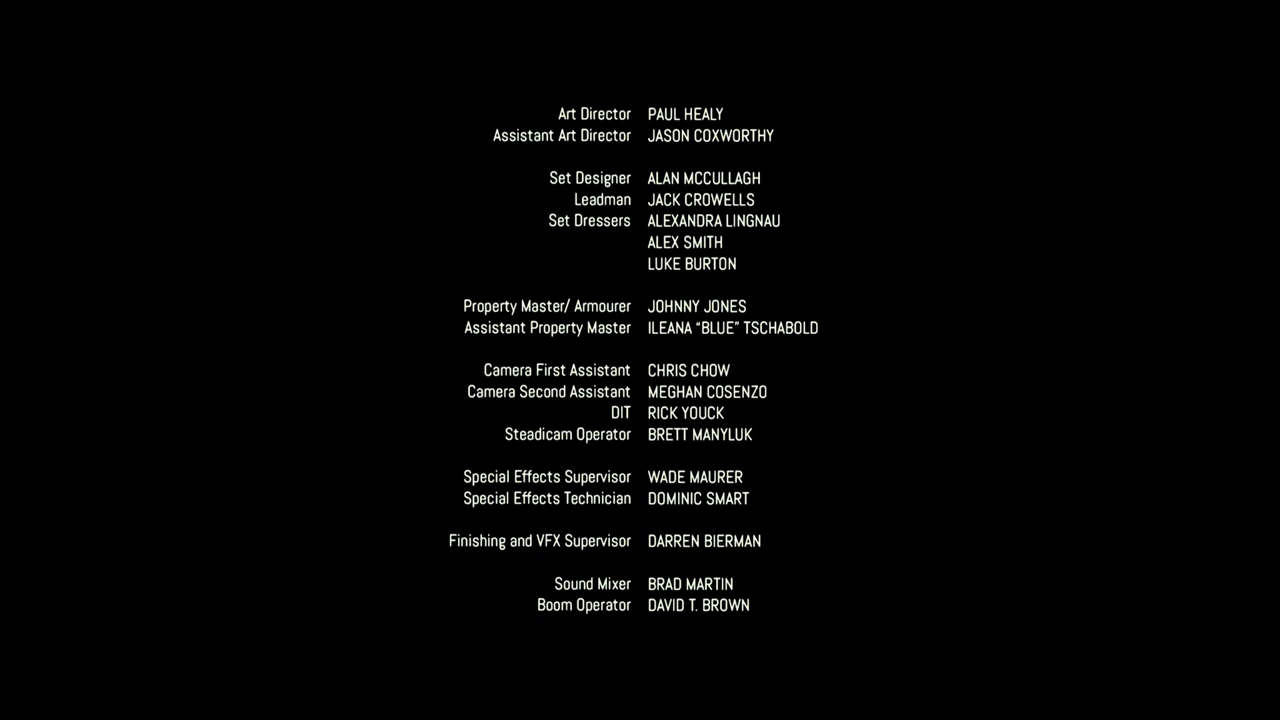 Art Director PAUL HEALY
Assistant Art Director JASON COXWORTHY
Set Designer ALAN MCCULLAGH
Leadman JACK CROWELLS
Set Dressers ALEXANDRA LINGNAU
ALEX SMITH
LUKE BURTON
Property Master/ Armourer JOHNNY JONES
Assistant Property Master ILEANA “BLUE” TSCHABOLD
Camera First Assistant CHRIS CHOW
Camera Second Assistant MEGHAN COSENZO
DIT RICK YOUCK
Steadicam Operator BRETT MANYLUK
Special Effects Supervisor WADE MAURER
Special Effects Technician DOMINIC SMART
Finishing and VFX Supervisor DARREN BIERMAN
Sound Mixer BRAD MARTIN
Boom Operator DAVID T. BROWN